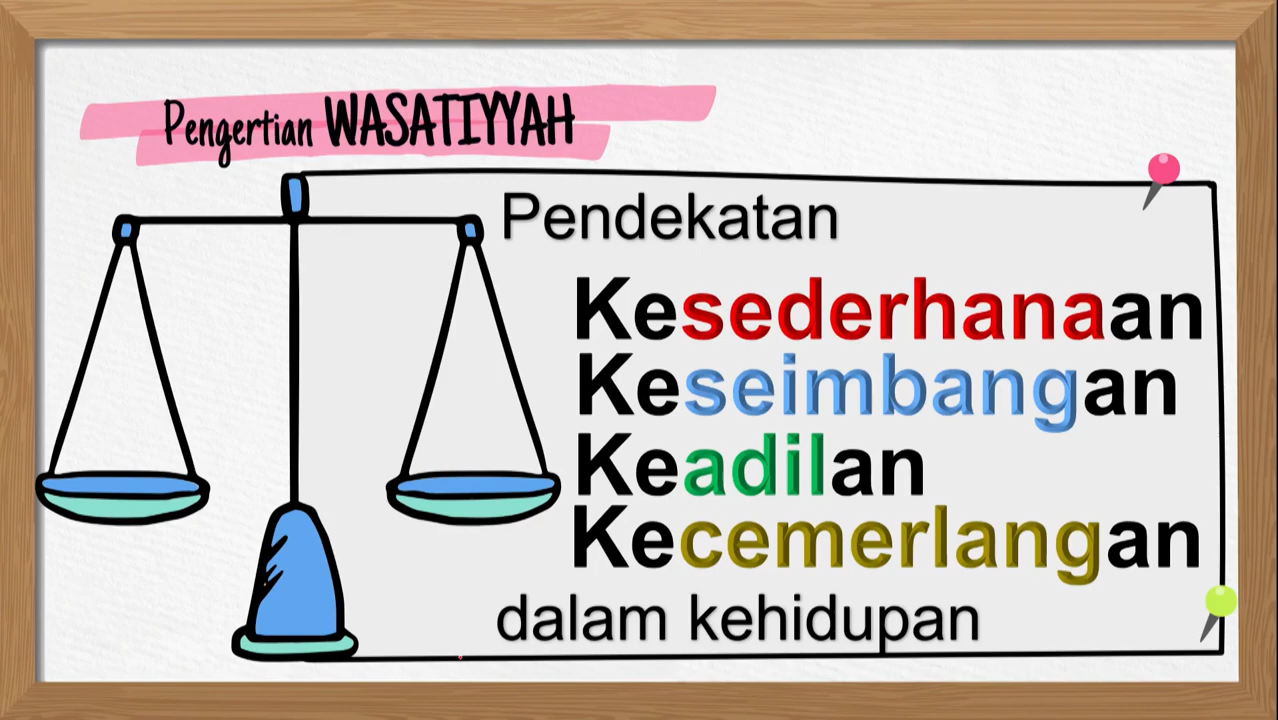 Pengertian WASATIYYAH
Pendekatan
Kesederhanaan
Keseimbangan
Keadilan
Kecemerlangan
dalam kehidupan